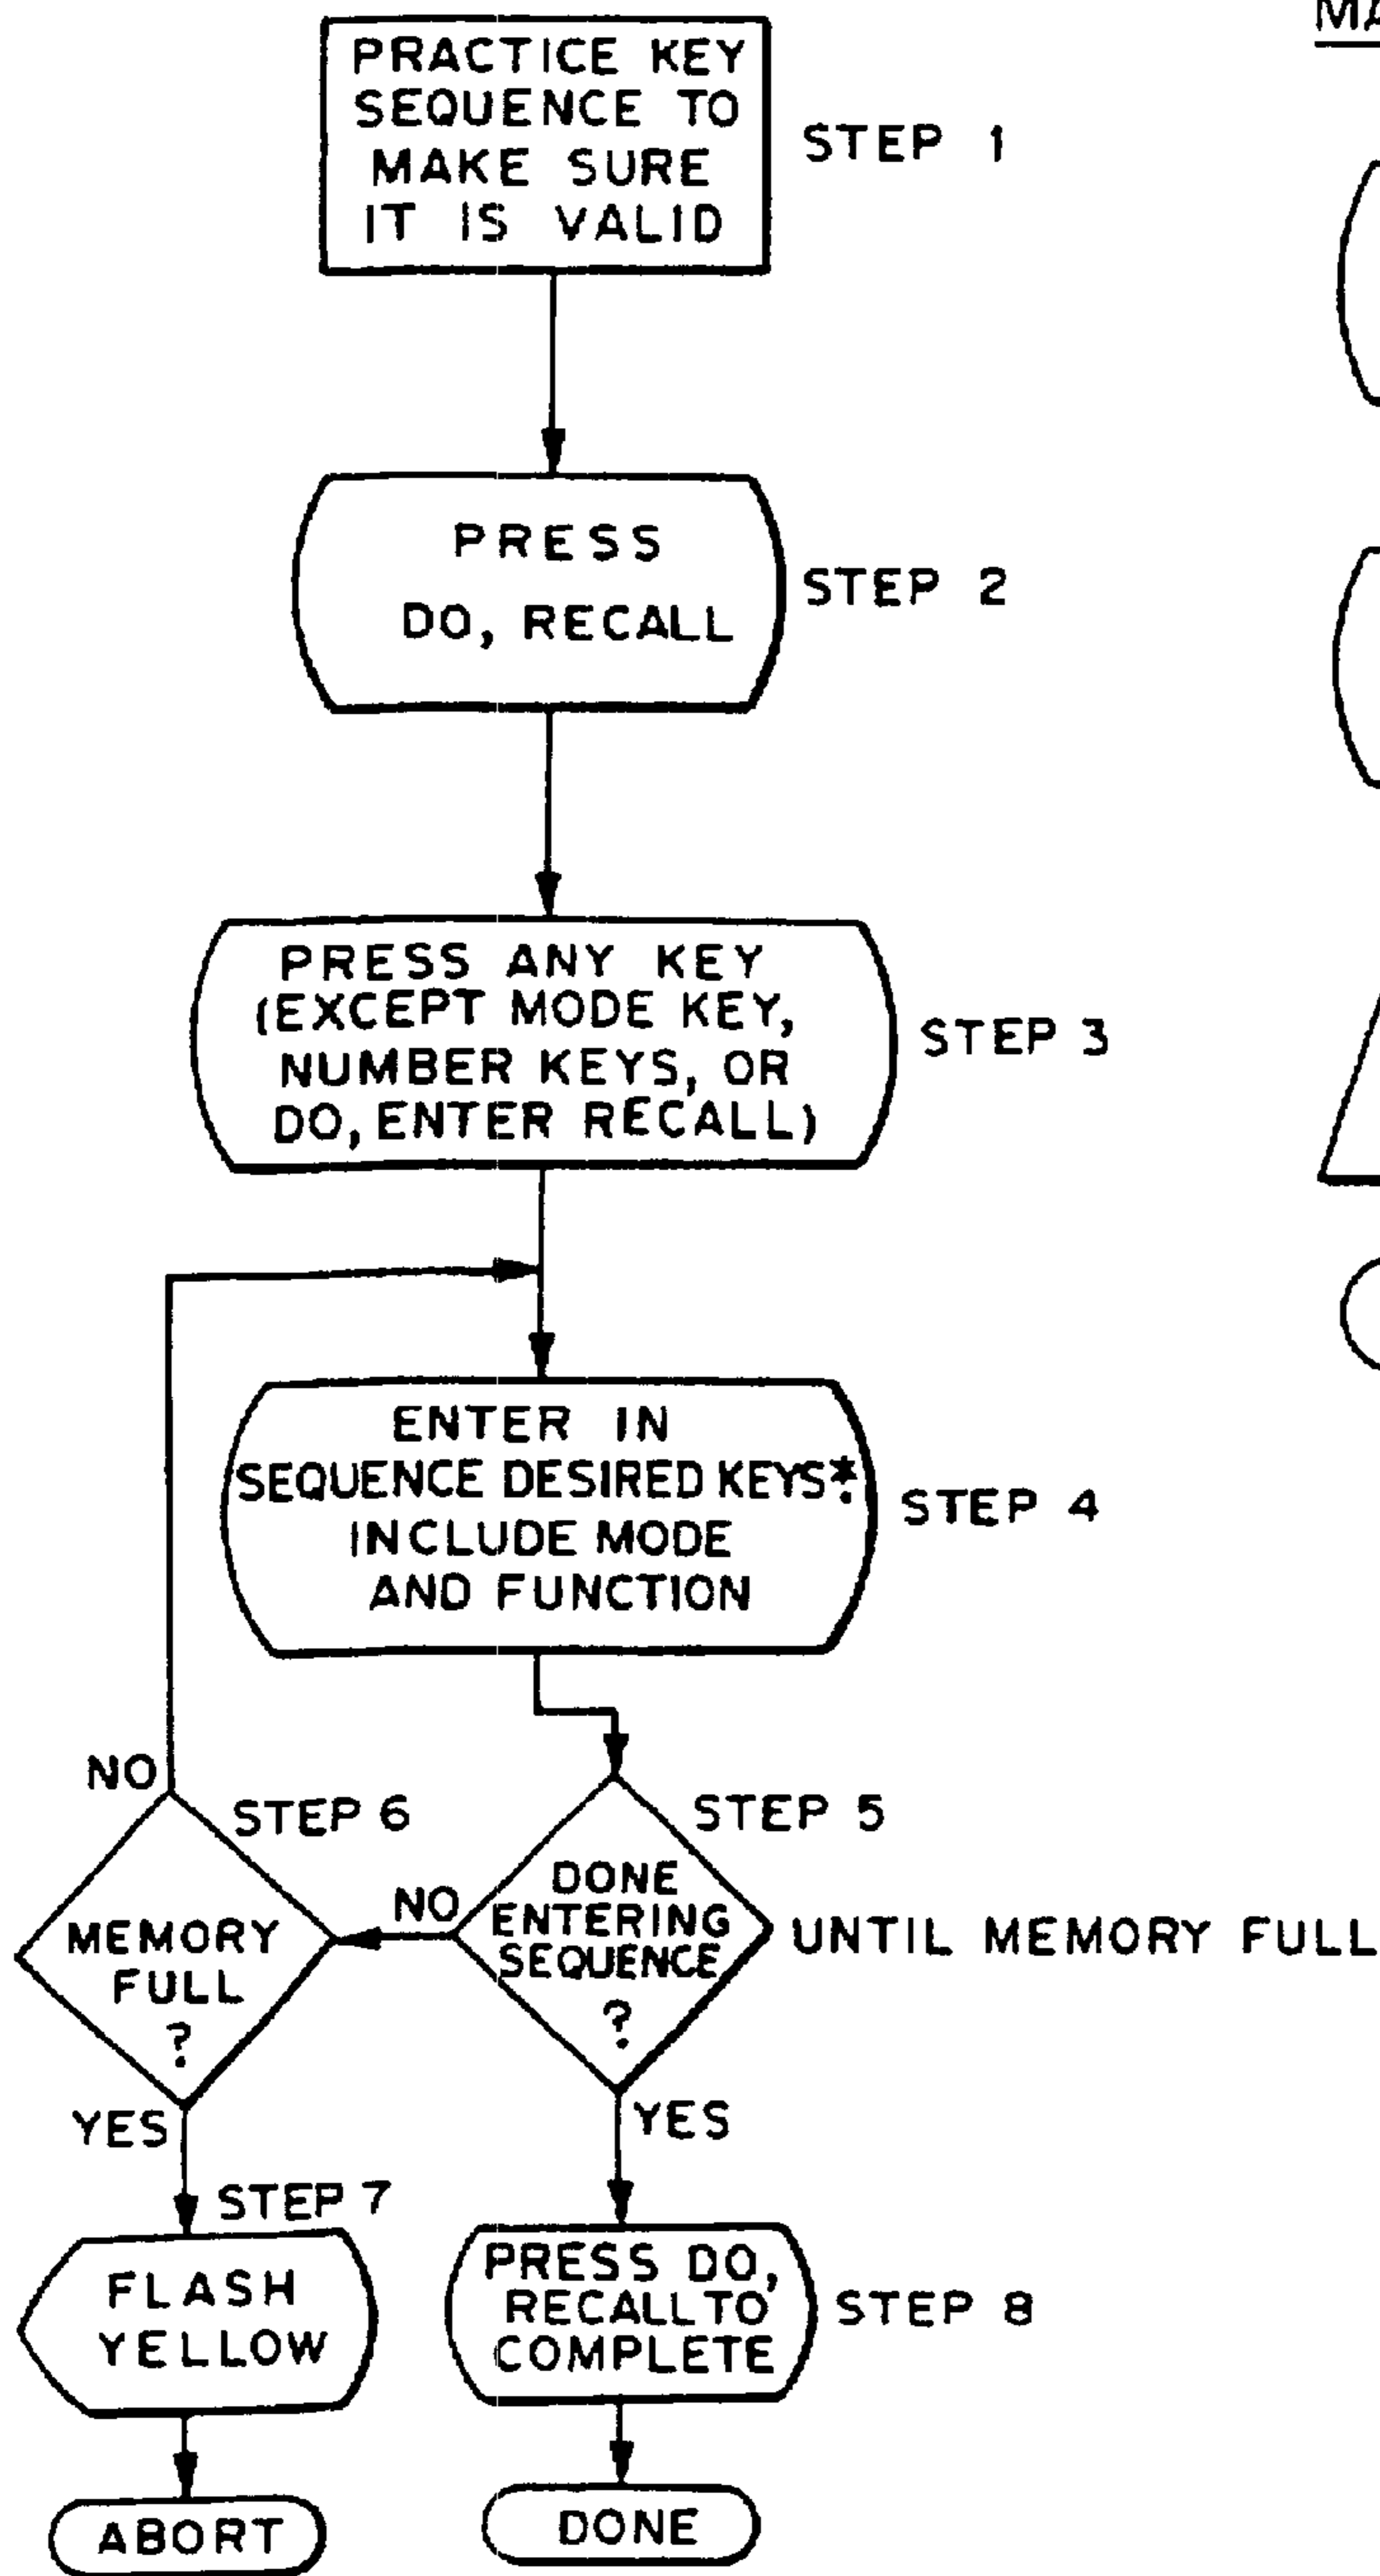 MA
PRACTICE KEY
SEQUENCE TO
MAKE SURE
IT IS VALID
STEP 1
PRESS
DO, RECALL
STEP 2
PRESS ANY KEY
(EXCEPT MODE KEY,
NUMBER KEYS, OR
DO, ENTER RECALL)
STEP 3
ENTER IN
SEQUENCE DESIRED KEYS*.
INCLUDE MODE
AND FUNCTION
STEP 4
NO
STEP 6
MEMORY
FULL
?
YES
NO
STEP 5
DONE
ENTERING
SEQUENCE
?
UNTIL MEMORY FULL
YES
STEP 7
FLASH
YELLOW
PRESS DO,
RECALL TO
COMPLETE
STEP 8
ABORT
DONE